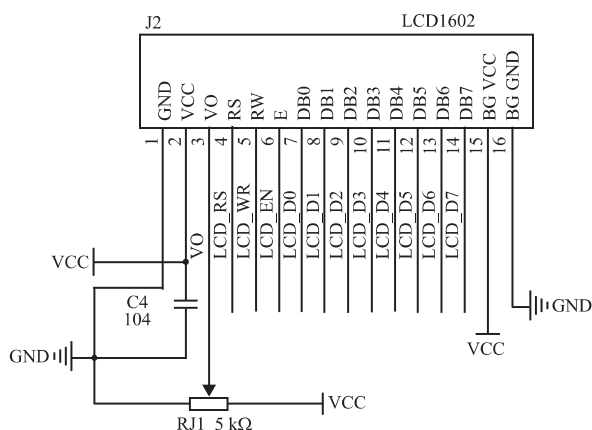 J2
LCD1602
GND
VCC
VO
RS
RW
E
DB0
DB1
DB2
DB3
DB4
DB5
DB6
DB7
BG VCC
BG GND
1
2
3
4
5
6
7
8
9
10
11
12
13
14
15
16
VO
LCD_RS
LCD_WR
LCD_EN
LCD_D0
LCD_D1
LCD_D2
LCD_D3
LCD_D4
LCD_D5
LCD_D6
LCD_D7
VCC
C4
104
GND
VCC
GND
VCC
RJ1 5 kΩ